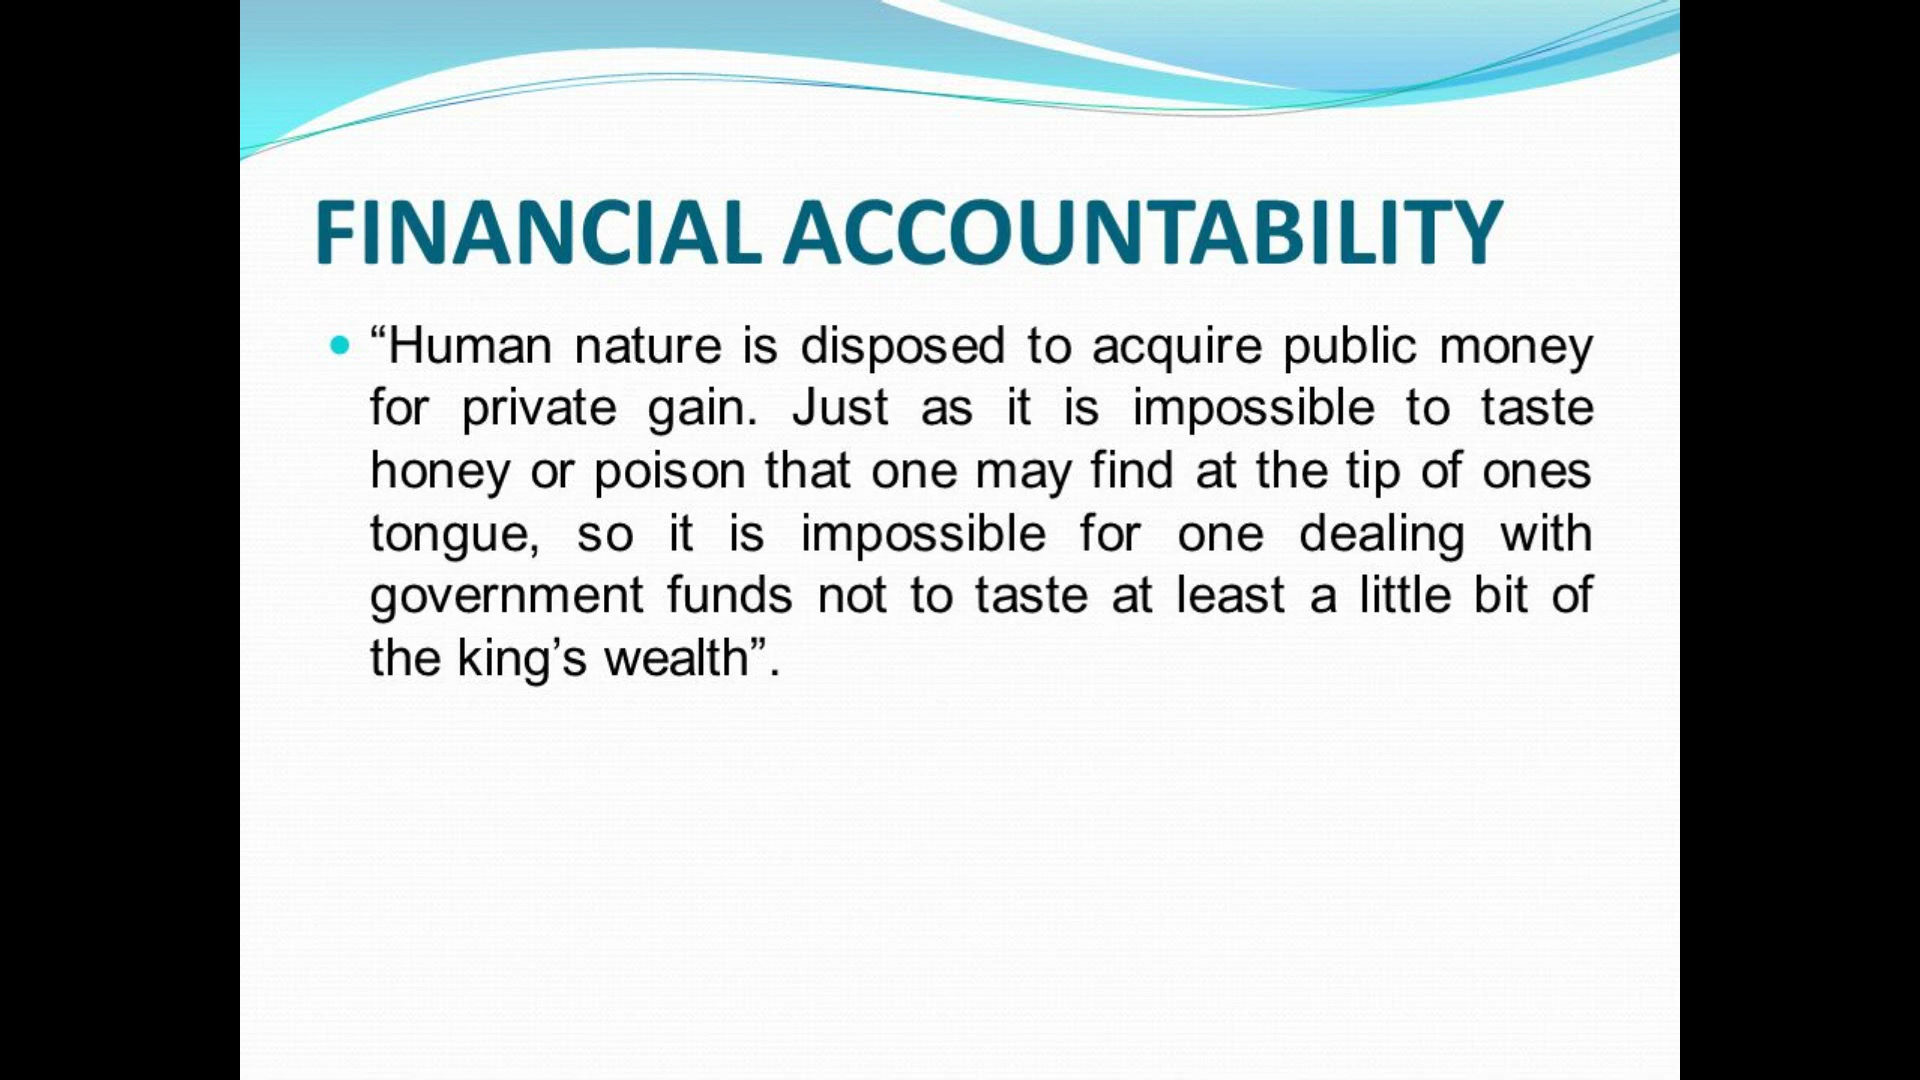 FINANCIAL ACCOUNTABILITY
• “Human nature is disposed to acquire public money
for private gain. Just as it is impossible to taste
honey or poison that one may find at the tip of ones
tongue, so it is impossible for one dealing with
government funds not to taste at least a little bit of
the king’s wealth”.